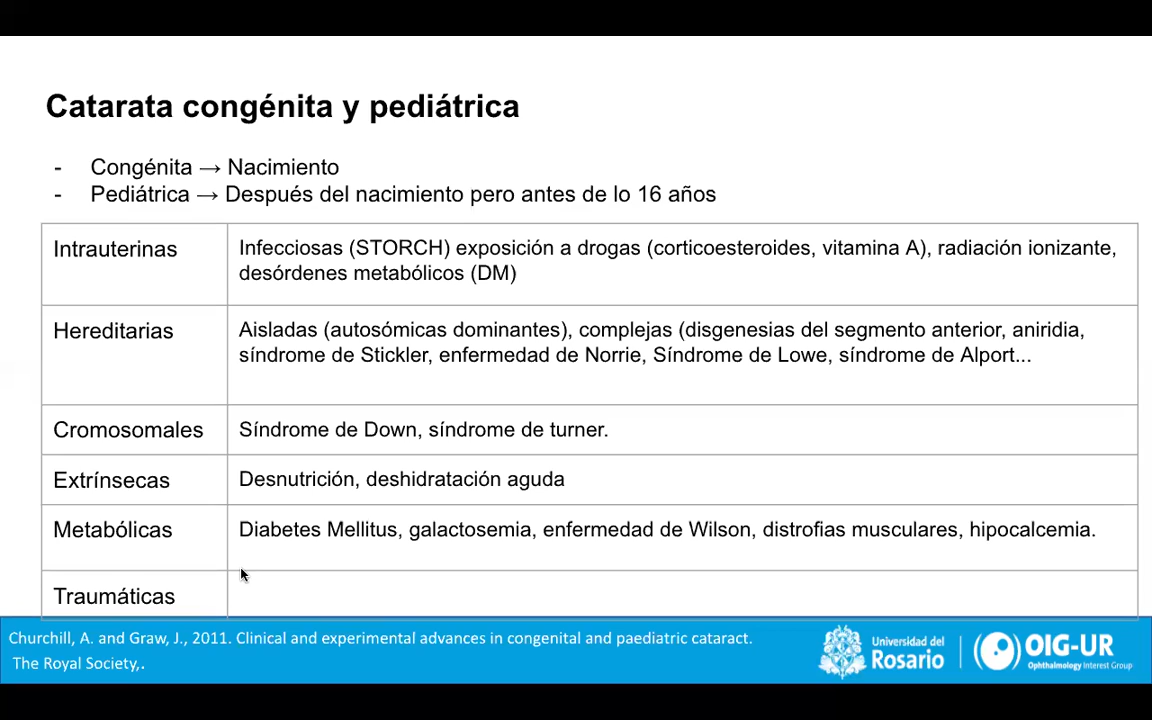 Catarata congénita y pediátrica
- Congénita → Nacimiento
- Pediátrica → Después del nacimiento pero antes de lo 16 años
Intrauterinas
Infecciosas (STORCH) exposición a drogas (corticoesteroides, vitamina A), radiación ionizante,
desórdenes metabólicos (DM)
Hereditarias
Aisladas (autosómicas dominantes), complejas (disgenesias del segmento anterior, aniridia,
síndrome de Stickler, enfermedad de Norrie, Síndrome de Lowe, síndrome de Alport...
Cromosomales
Síndrome de Down, síndrome de turner.
Extrínsecas
Desnutrición, deshidratación aguda
Metabólicas
Diabetes Mellitus, galactosemia, enfermedad de Wilson, distrofias musculares, hipocalcemia.
Traumáticas
Churchill, A. and Graw, J., 2011. Clinical and experimental advances in congenital and paediatric cataract.
The Royal Society,.
Universidad del
Rosario
OIG-UR
Ophthalmology Interest Group